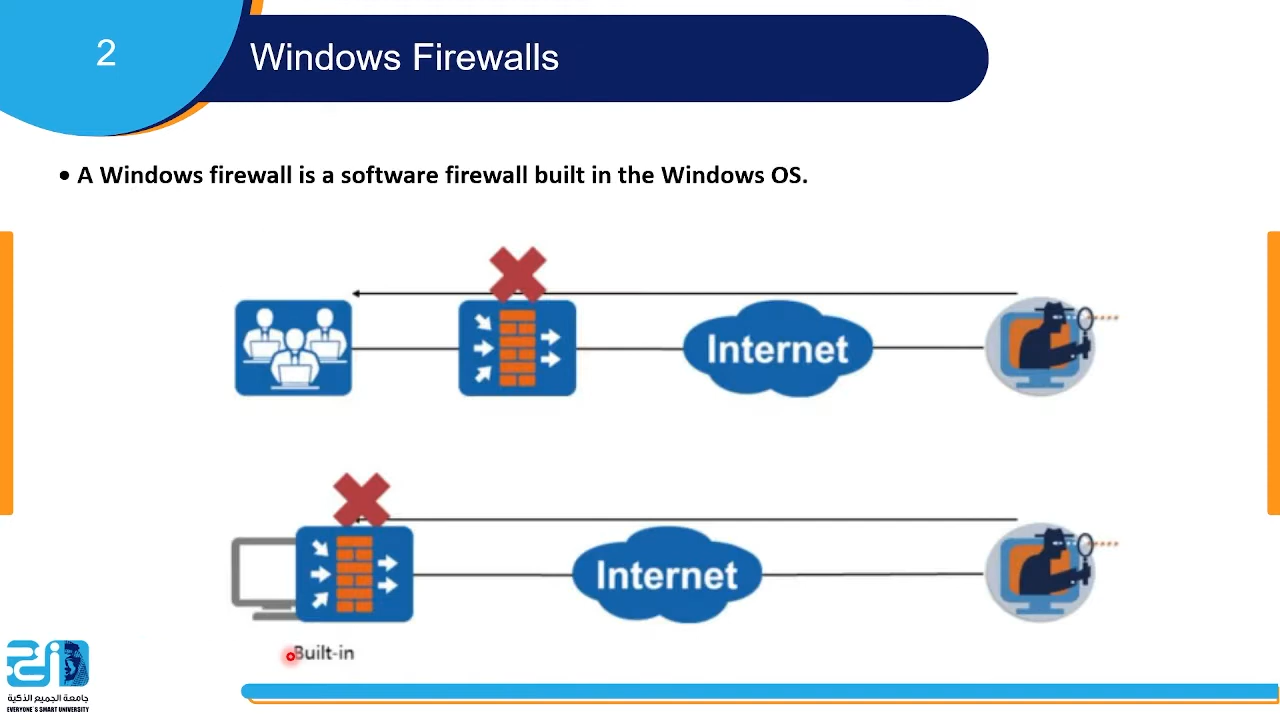 2
Windows Firewalls
• A Windows firewall is a software firewall built in the Windows OS.
Internet
Internet
Built-in
جامعة الجميع الذكية
EVERYONE'S SMART UNIVERSITY